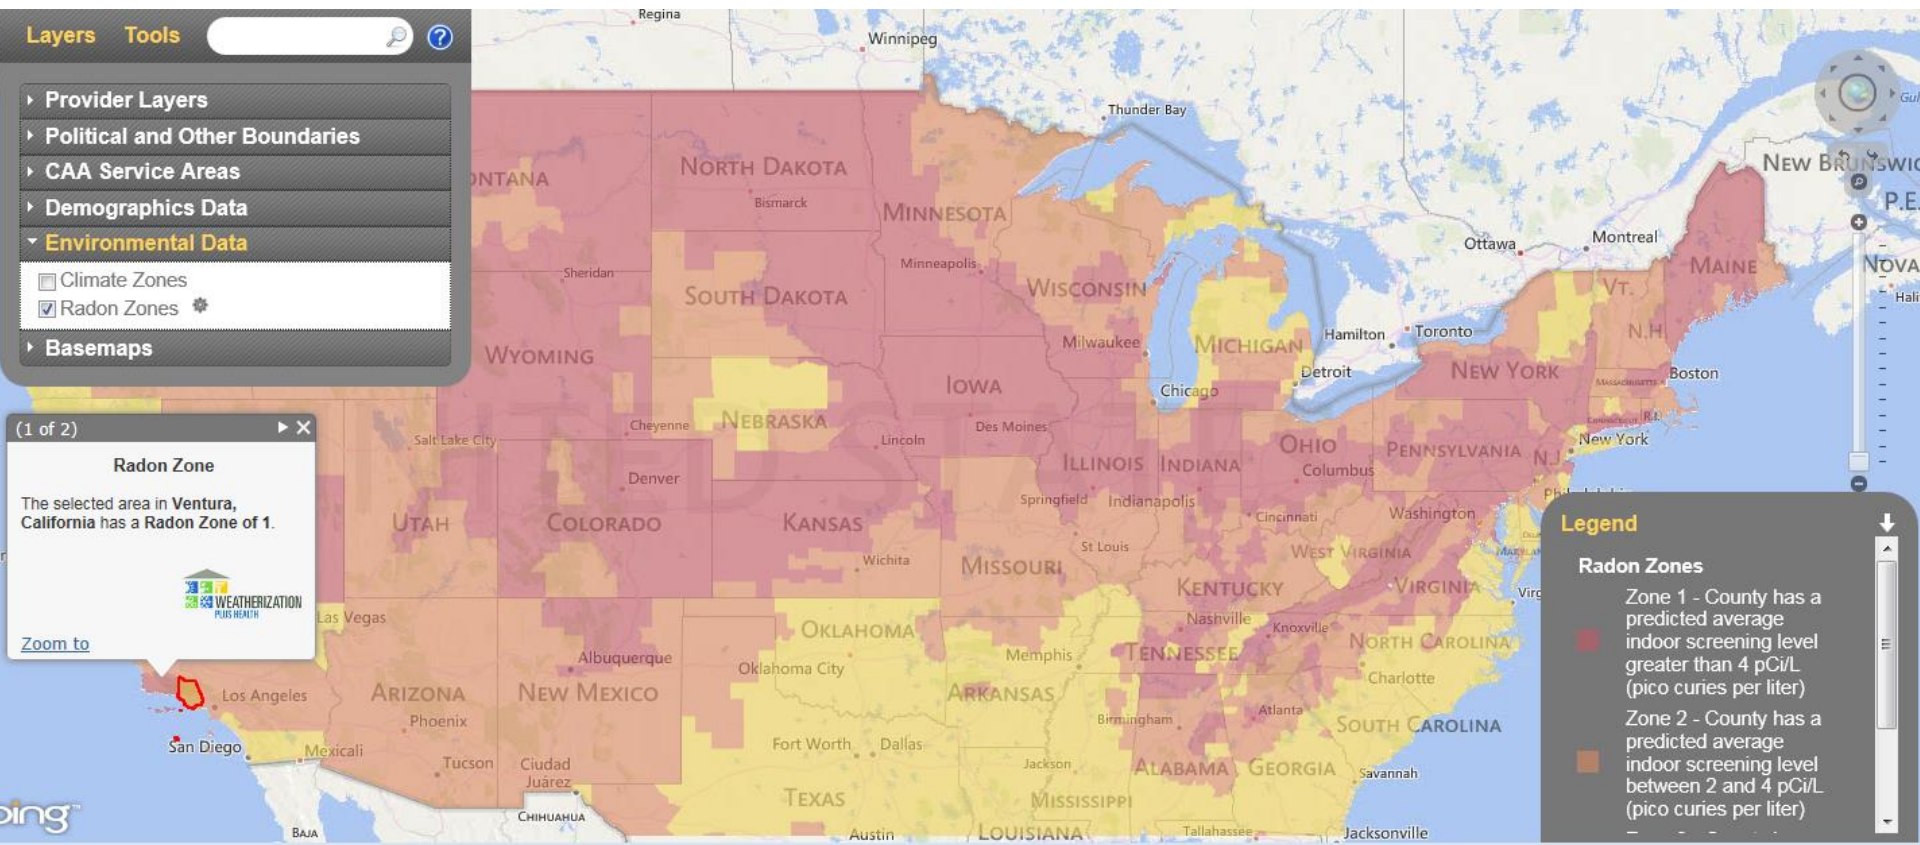 Layers Tools
Provider Layers
Political and Other Boundaries
CAA Service Areas
Demographics Data
Environmental Data
Climate Zones
Radon Zones
Basemaps
(1 of 2)
Radon Zone
The selected area in Ventura,
California has a Radon Zone of 1.
WEATHERIZATION
PLUS HEALTH
Zoom to
Regina
Winnipeg
Thunder Bay
NEW BRUNSWIC
P.E.
NOVA
Hali
Ottawa
Montreal
Hamilton
Toronto
ONTANA
NORTH DAKOTA
Bismarck
MINNESOTA
Minneapolis
Sheridan
SOUTH DAKOTA
WISCONSIN
Milwaukee
MICHIGAN
Detroit
Chicago
MAINE
VT.
N.H.
NEW YORK
MASSACHUSETTS
Boston
R.I.
New York
WYOMING
IOWA
NEBRASKA
Cheyenne
Lincoln
Des Moines
Salt Lake City
Denver
UTAH
COLORADO
KANSAS
Wichita
ILLINOIS
INDIANA
OHIO
Columbus
PENNSYLVANIA
N.J.
Springfield
Indianapolis
Cincinnati
Washington
St Louis
MISSOURI
WEST VIRGINIA
KENTUCKY
VIRGINIA
Virg
Las Vegas
OKLAHOMA
Nashville
Knoxville
NORTH CAROLINA
Albuquerque
Oklahoma City
Memphis
TENNESSEE
Los Angeles
ARIZONA
NEW MEXICO
ARKANSAS
Charlotte
Phoenix
Birmingham
Atlanta
SOUTH CAROLINA
San Diego
Mexicali
Tucson
Ciudad
Juárez
Fort Worth
Dallas
Jackson
ALABAMA
GEORGIA
Savannah
TEXAS
MISSISSIPPI
CHIHUAHUA
BAJA
Austin
LOUISIANA
Tallahassee
Jacksonville
bing
Legend
Radon Zones
Zone 1 - County has a
predicted average
indoor screening level
greater than 4 pCi/L
(pico curies per liter)
Zone 2 - County has a
predicted average
indoor screening level
between 2 and 4 pCi/L
(pico curies per liter)